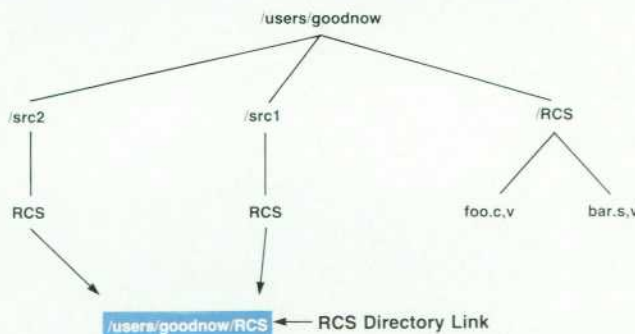 /users/goodnow
/src2
/src1
/RCS
RCS
RCS
foo.c,v
bar.s,v
/users/goodnow/RCS
RCS Directory Link